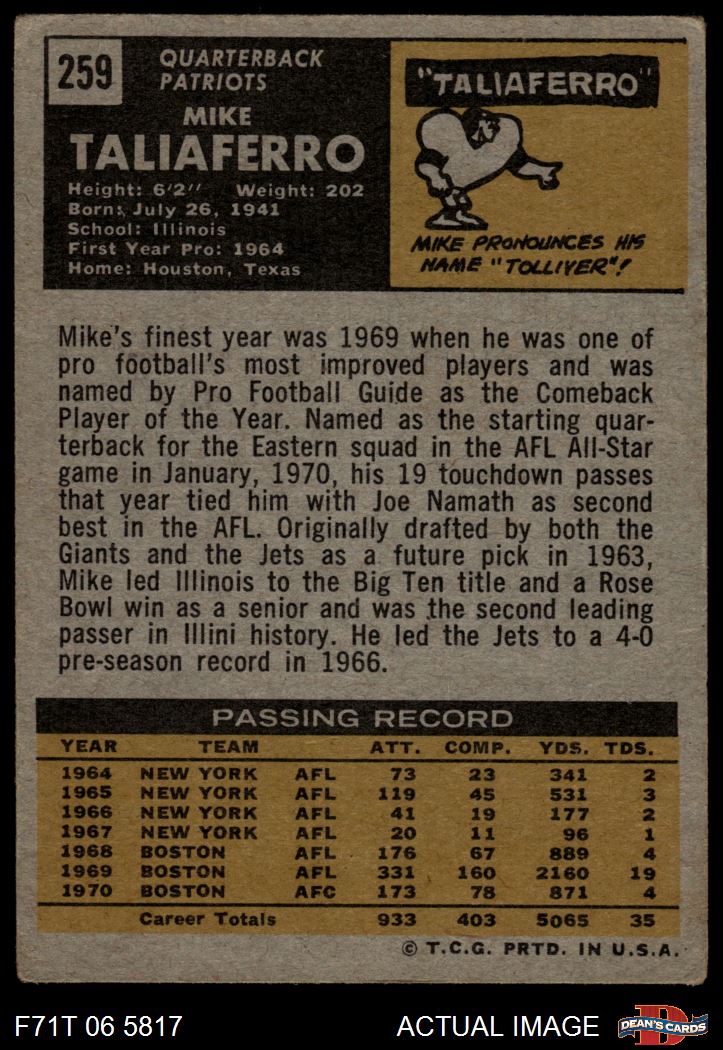 259
QUARTERBACK
PATRIOTS
MIKE
TALIAFERRO
Height: 6'2" Weight: 202
Born: July 26, 1941
School: Illinois
First Year Pro: 1964
Home: Houston, Texas
"TALIAFERRO"
MIKE PRONOUNCES HIS
NAME "TOLLIVER"!
Mike's finest year was 1969 when he was one of
pro football's most improved players and was
named by Pro Football Guide as the Comeback
Player of the Year. Named as the starting quar-
terback for the Eastern squad in the AFL All-Star
game in January, 1970, his 19 touchdown passes
that year tied him with Joe Namath as second
best in the AFL. Originally drafted by both the
Giants and the Jets as a future pick in 1963,
Mike led Illinois to the Big Ten title and a Rose
Bowl win as a senior and was the second leading
passer in Illini history. He led the Jets to a 4-0
pre-season record in 1966.
PASSING RECORD
YEAR TEAM ATT. COMP. YDS. TDS.
1964 NEW YORK AFL 73 23 341 2
1965 NEW YORK AFL 119 45 531 3
1966 NEW YORK AFL 41 19 177 2
1967 NEW YORK AFL 20 11 96 1
1968 BOSTON AFL 176 67 889 4
1969 BOSTON AFL 331 160 2160 19
1970 BOSTON AFC 173 78 871 4
Career Totals 933 403 5065 35
© T.C.G. PRTD. IN U.S.A.
F71T 06 5817 ACTUAL IMAGE D DEAN'S CARDS